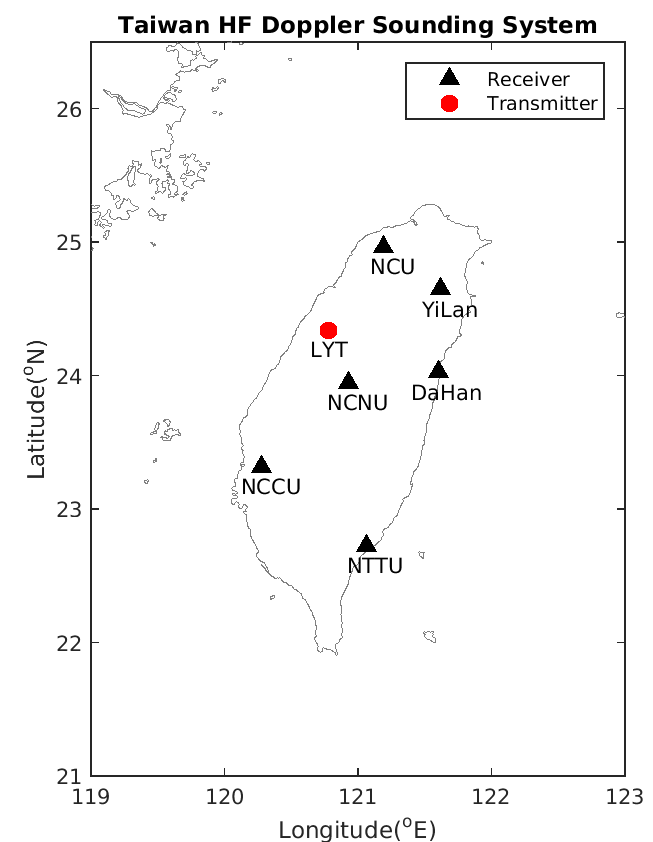 Taiwan HF Doppler Sounding System
Receiver
Transmitter
26
25
24
23
22
21
Latitude(°N)
NCU
YiLan
LYT
NCNU
DaHan
NCCU
NTTU
119
120
121
122
123
Longitude(°E)